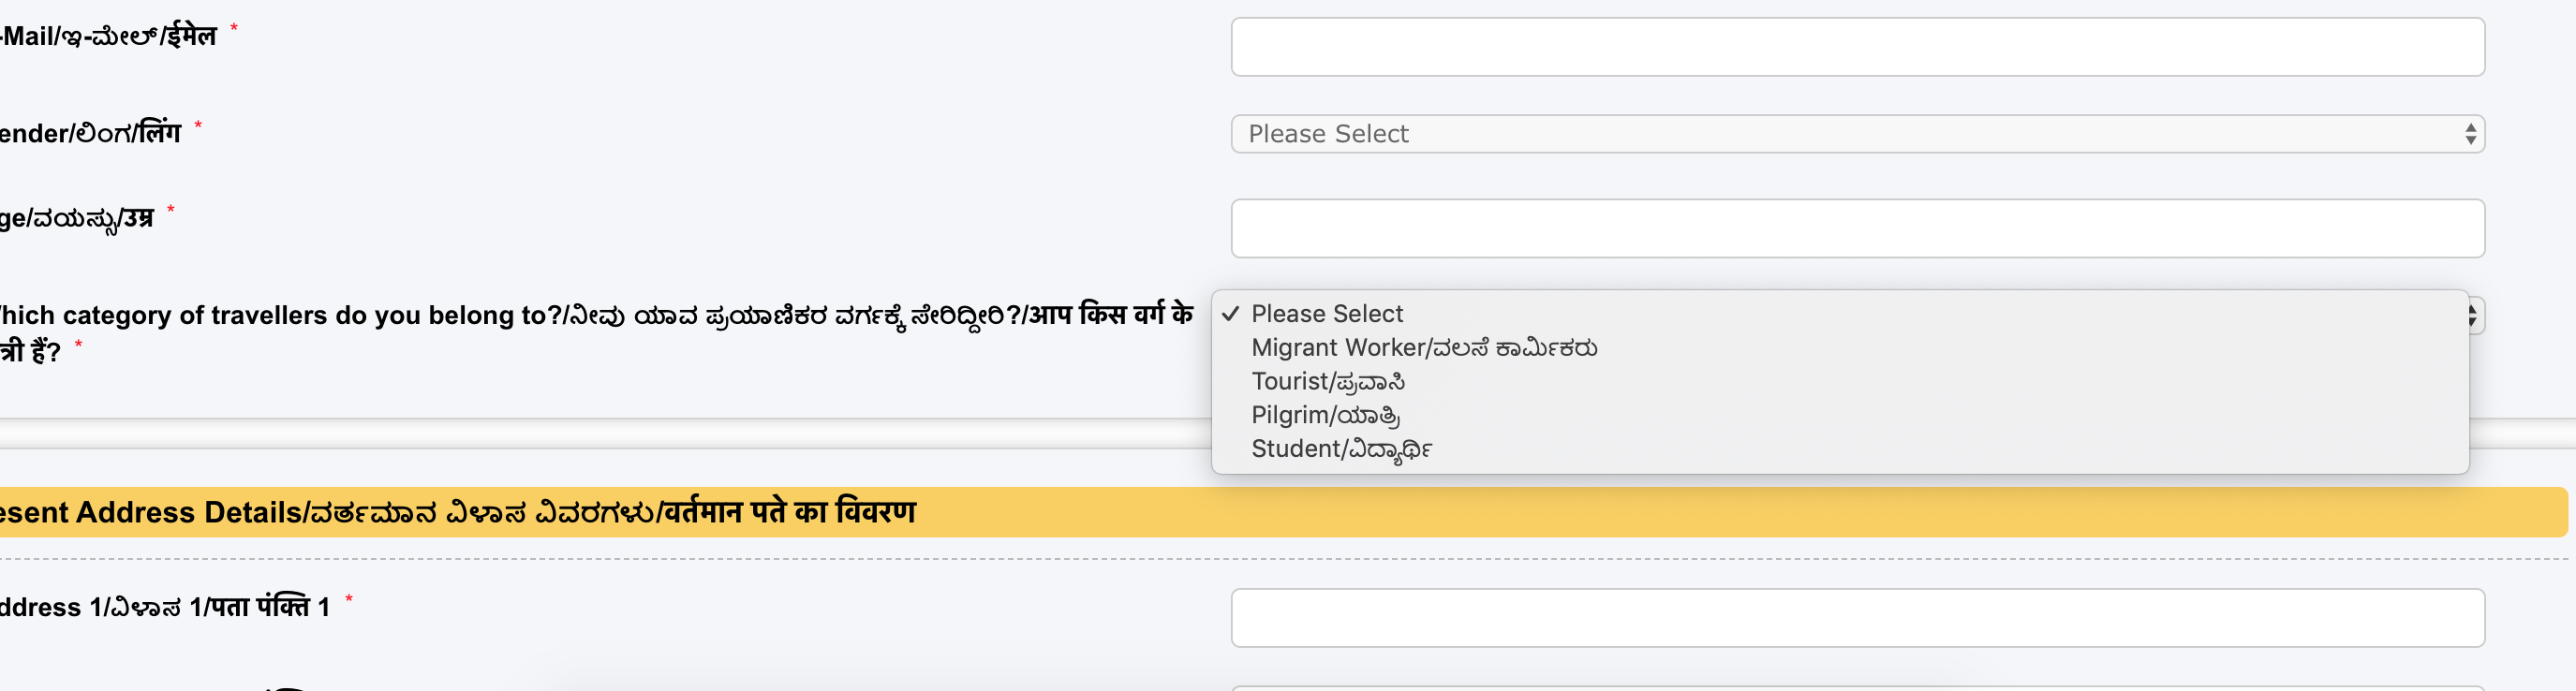 -Mail/ಇ-ಮೇಲ್/ईमेल *
ender/ಲಿಂಗ/लिंग *
Please Select
ge/ವಯಸ್ಸು/उम्र *
hich category of travellers do you belong to?/ನೀವು ಯಾವ ಪ್ರಯಾಣಿಕರ ವರ್ಗಕ್ಕೆ ಸೇರಿದ್ದೀರಿ?/आप किस वर्ग के
त्री हैं? *
✓ Please Select
Migrant Worker/ವಲಸೆ ಕಾರ್ಮಿಕರು
Tourist/ಪ್ರವಾಸಿ
Pilgrim/ಯಾತ್ರಿ
Student/ವಿದ್ಯಾರ್ಥಿ
esent Address Details/ವರ್ತಮಾನ ವಿಳಾಸ ವಿವರಗಳು/वर्तमान पते का विवरण
ddress 1/ವಿಳಾಸ 1/पता पंक्ति 1 *